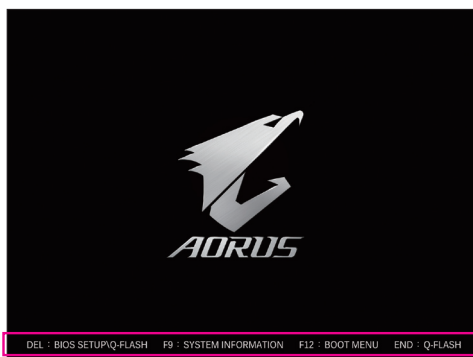 AORUS
DEL : BIOS SETUP\Q-FLASH F9 : SYSTEM INFORMATION F12 : BOOT MENU END : Q-FLASH